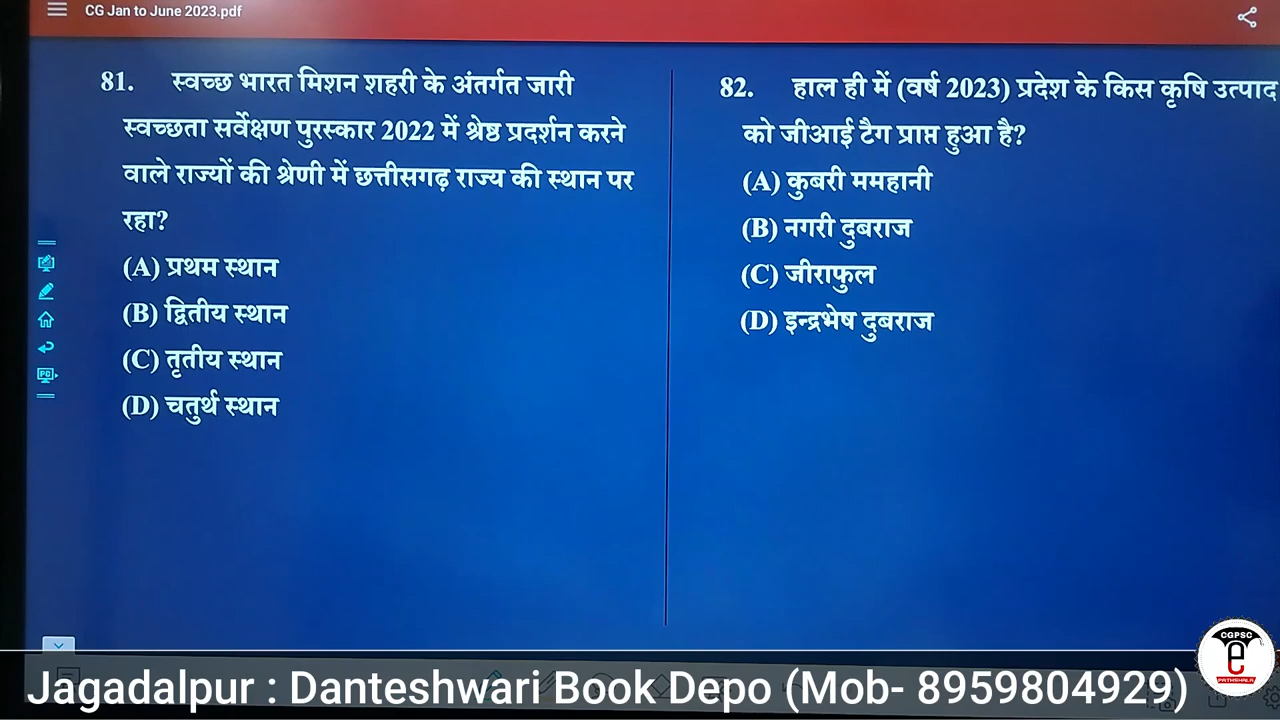 CG Jan to June 2023.pdf
81. स्वच्छ भारत मिशन शहरी के अंतर्गत जारी
स्वच्छता सर्वेक्षण पुरस्कार 2022 में श्रेष्ठ प्रदर्शन करने
वाले राज्यों की श्रेणी में छत्तीसगढ़ राज्य की स्थान पर
रहा?
(A) प्रथम स्थान
(B) द्वितीय स्थान
(C) तृतीय स्थान
(D) चतुर्थ स्थान
82. हाल ही में (वर्ष 2023) प्रदेश के किस कृषि उत्पाद
को जीआई टैग प्राप्त हुआ है?
(A) कुबरी ममहानी
(B) नगरी दुबराज
(C) जीराफुल
(D) इन्द्रभेष दुबराज
PD
CGPSC
e
PATHSHALA
Jagadalpur : Danteshwari Book Depo (Mob- 8959804929)